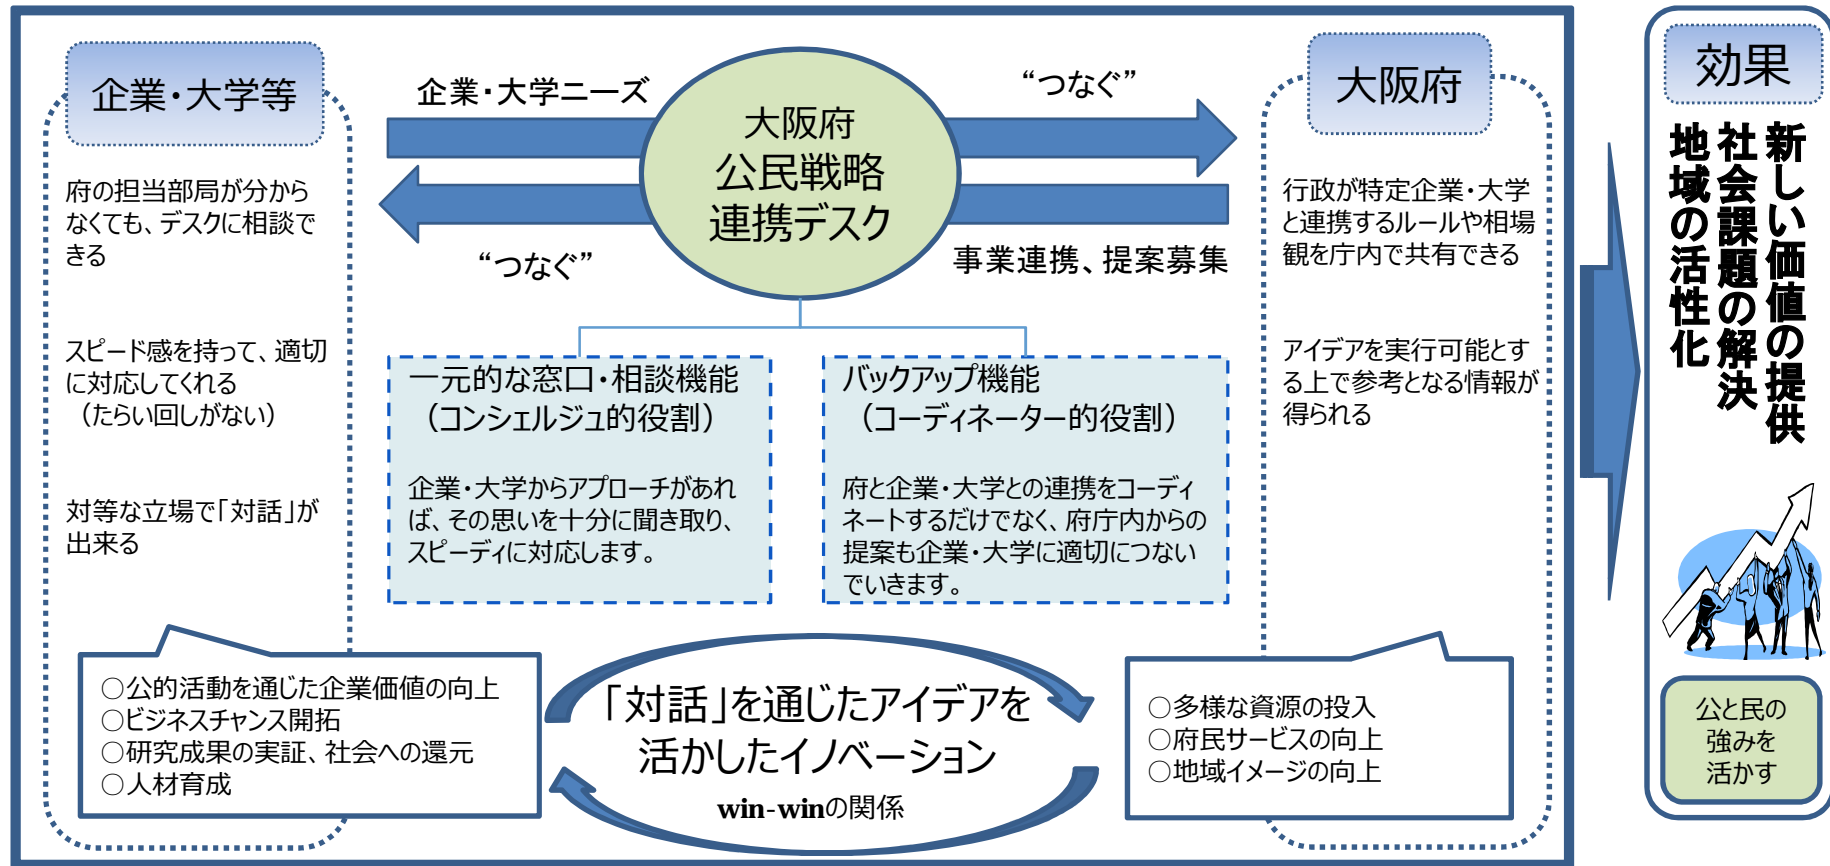 企業・大学等
府の担当部局が分から
なくても、デスクに相談で
きる
スピード感を持って、適切
に対応してくれる
（たらい回しがない）
対等な立場で「対話」が
出来る
○公的活動を通じた企業価値の向上
○ビジネスチャンス開拓
○研究成果の実証、社会への還元
○人材育成
企業・大学ニーズ
“つなぐ”
大阪府
公民戦略
連携デスク
“つなぐ”
事業連携、提案募集
一元的な窓口・相談機能
（コンシェルジュ的役割）
企業・大学からアプローチがあれ
ば、その思いを十分に聞き取り、
スピーディに対応します。
バックアップ機能
（コーディネーター的役割）
府と企業・大学との連携をコーディ
ネートするだけでなく、府庁内からの
提案も企業・大学に適切につない
でいきます。
「対話」を通じたアイデアを
活かしたイノベーション
win-winの関係
大阪府
行政が特定企業・大学
と連携するルールや相場
観を庁内で共有できる
アイデアを実行可能とす
る上で参考となる情報が
得られる
○多様な資源の投入
○府民サービスの向上
○地域イメージの向上
効果
新しい価値の提供
社会課題の解決
地域の活性化
公と民の
強みを
活かす